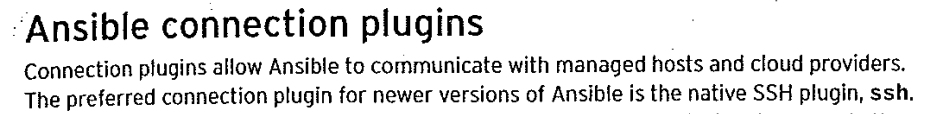 Ansible connection plugins
Connection plugins allow Ansible to communicate with managed hosts and cloud providers.
The preferred connection plugin for newer versions of Ansible is the native SSH plugin, ssh.